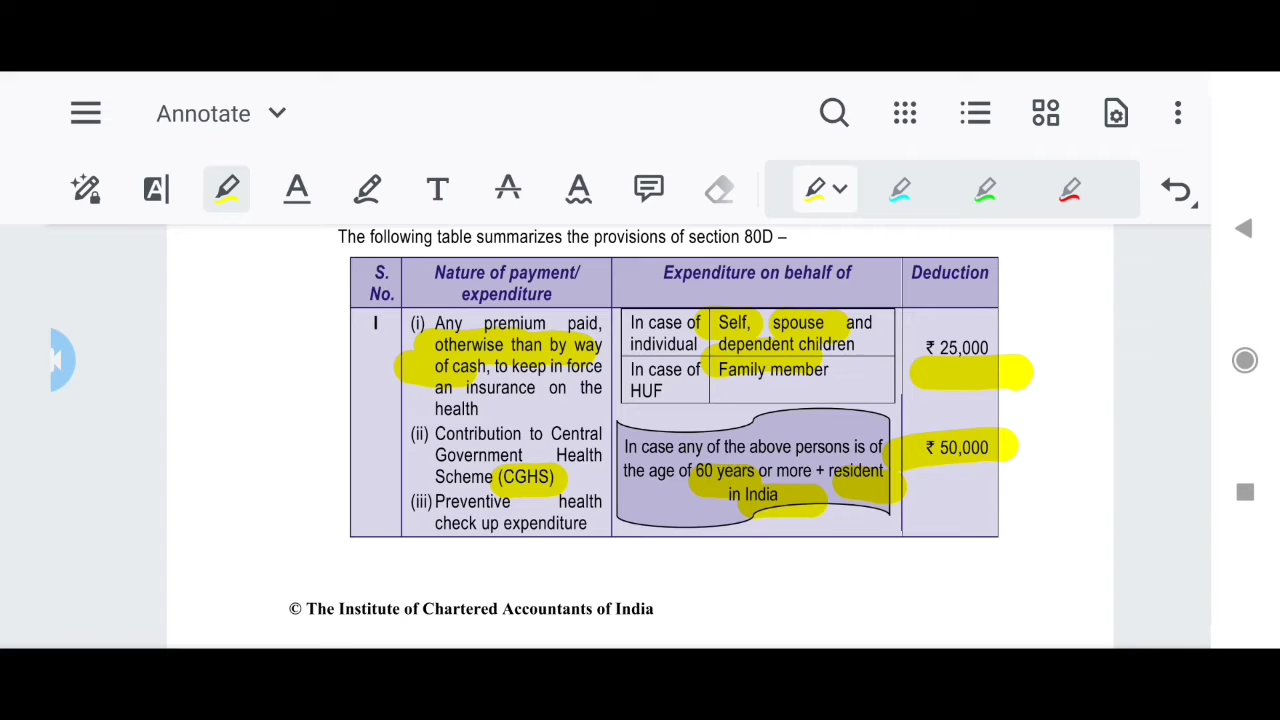 Annotate
The following table summarizes the provisions of section 80D –
S. No.
Nature of payment/ expenditure
Expenditure on behalf of
Deduction
I
(i) Any premium paid,
otherwise than by way
of cash, to keep in force
an insurance on the
health
(ii) Contribution to Central
Government Health
Scheme (CGHS)
(iii) Preventive health
check up expenditure
In case of individual
Self, spouse and
dependent children
In case of HUF
Family member
₹ 25,000
In case any of the above persons is of
the age of 60 years or more + resident
in India
₹ 50,000
© The Institute of Chartered Accountants of India